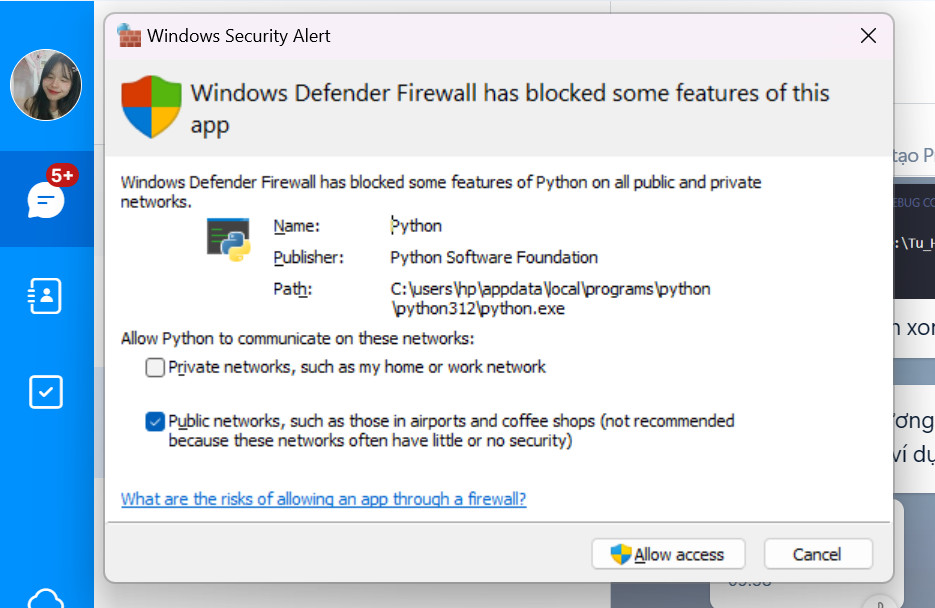 Windows Security Alert
Windows Defender Firewall has blocked some features of this
app
Windows Defender Firewall has blocked some features of Python on all public and private
networks.
Name: Python
Publisher: Python Software Foundation
Path: C:\users\hp\appdata\local\programs\python
\python312\python.exe
Allow Python to communicate on these networks:
Private networks, such as my home or work network
Public networks, such as those in airports and coffee shops (not recommended
because these networks often have little or no security)
What are the risks of allowing an app through a firewall?
Allow access
Cancel
5+
tạo P
EBUG CO
:\Tu_H
xon
ương
ví dụ